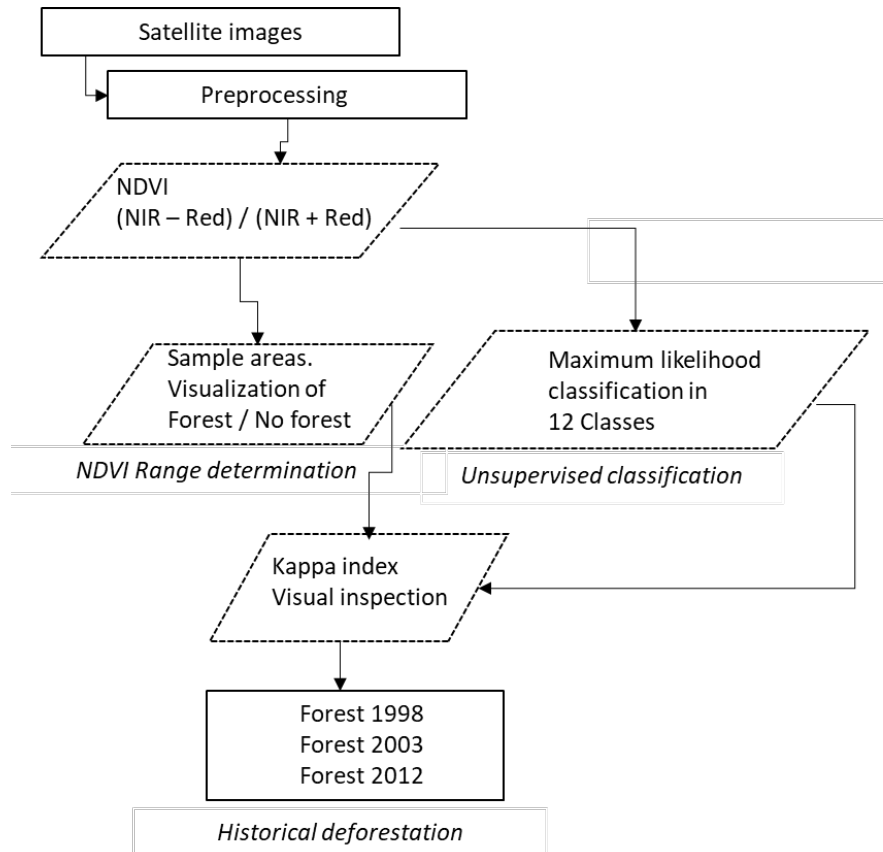 Satellite images
Preprocessing
NDVI
(NIR – Red) / (NIR + Red)
Sample areas.
Visualization of
Forest / No forest
NDVI Range determination
Maximum likelihood
classification in
12 Classes
Unsupervised classification
Kappa index
Visual inspection
Forest 1998
Forest 2003
Forest 2012
Historical deforestation